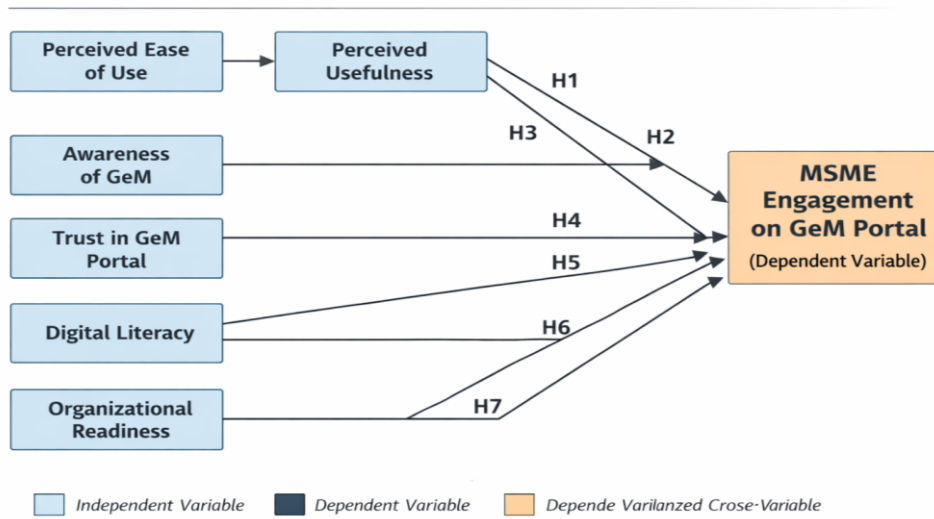 Perceived Ease
of Use
Perceived
Usefulness
H1
H3
H2
Awareness
of GeM
MSME
Engagement
on GeM Portal
(Dependent Variable)
Trust in GeM
Portal
H4
H5
Digital Literacy
H6
Organizational
Readiness
H7
Independent Variable
Dependent Variable
Depende Varilanzed Crose-Variable